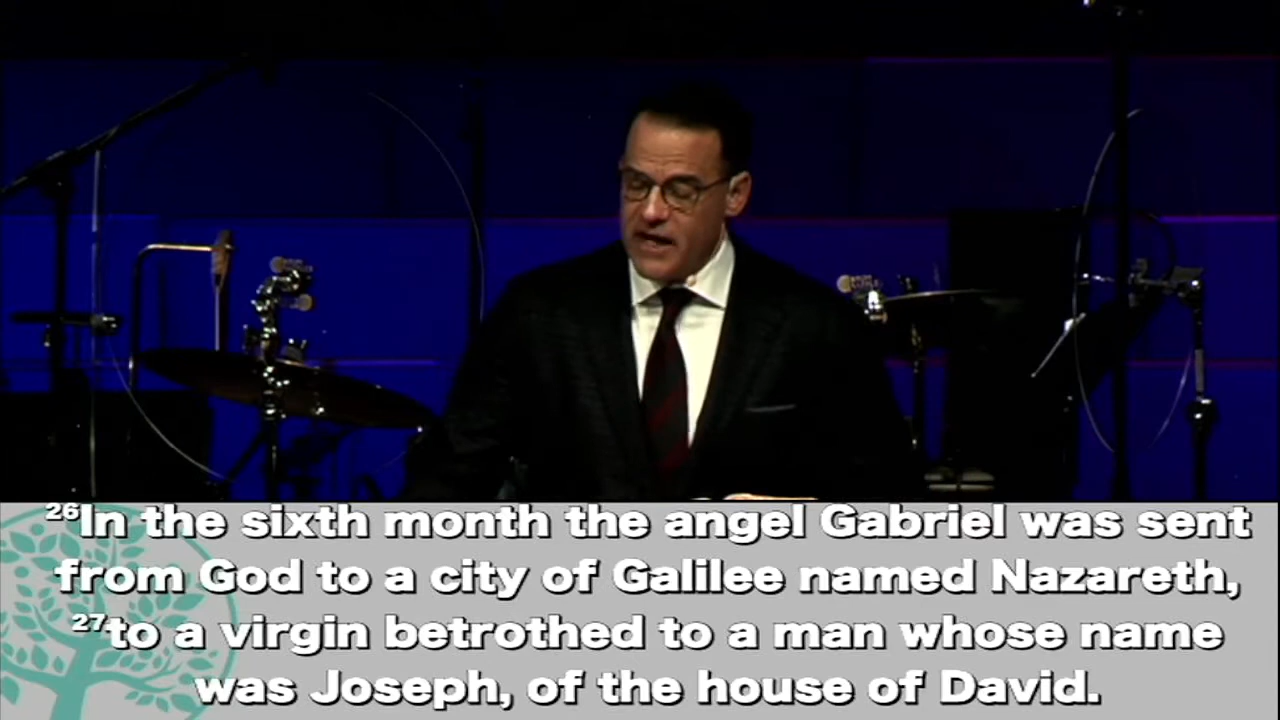 ²⁶In the sixth month the angel Gabriel was sent
from God to a city of Galilee named Nazareth,
²⁷to a virgin betrothed to a man whose name
was Joseph, of the house of David.